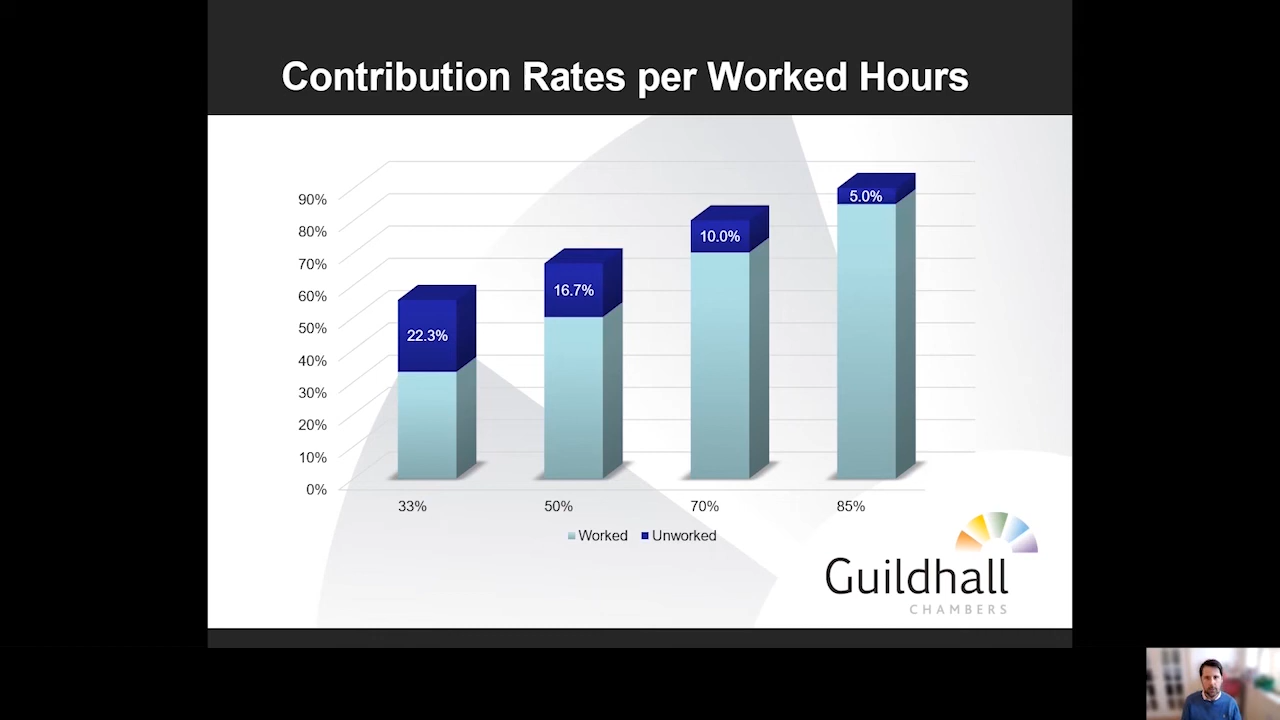 Contribution Rates per Worked Hours
90%
80%
70%
60%
50%
40%
30%
20%
10%
0%
22.3%
16.7%
10.0%
5.0%
33% 50% 70% 85%
Worked Unworked
Guildhall
CHAMBERS